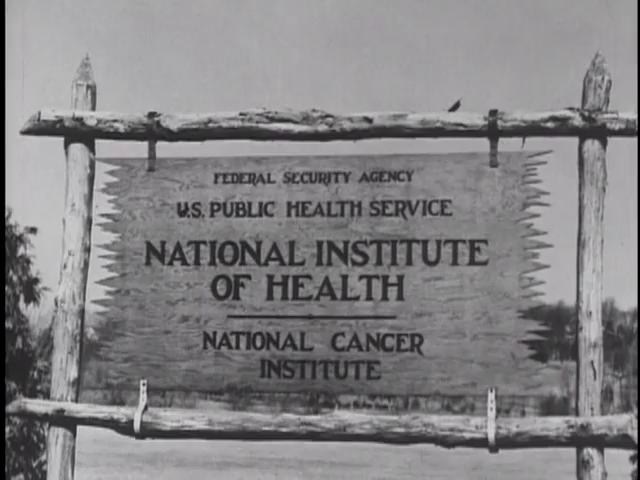 FEDERAL SECURITY AGENCY
U.S. PUBLIC HEALTH SERVICE
NATIONAL INSTITUTE
OF HEALTH
NATIONAL CANCER
INSTITUTE